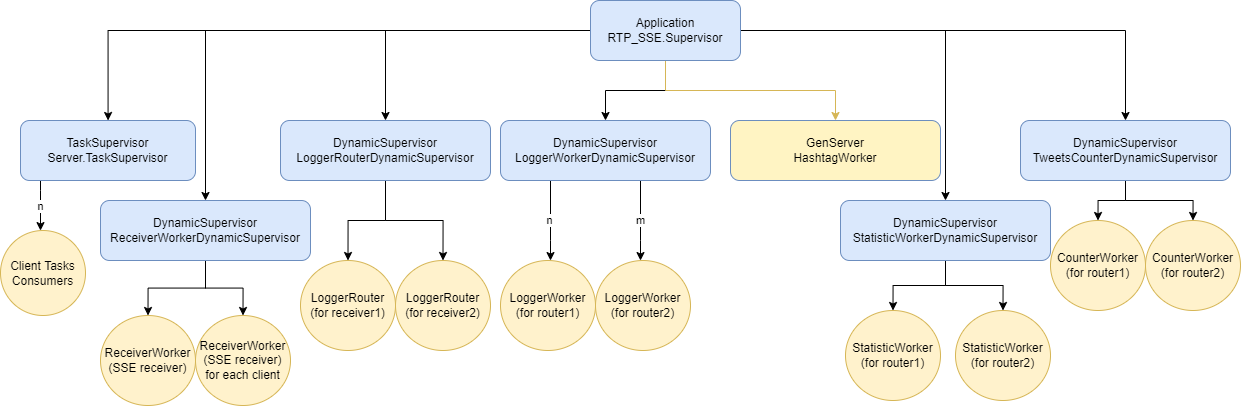 Application
RTP_SSE.Supervisor
TaskSupervisor
Server.TaskSupervisor
DynamicSupervisor
LoggerRouterDynamicSupervisor
DynamicSupervisor
LoggerWorkerDynamicSupervisor
GenServer
HashtagWorker
DynamicSupervisor
TweetsCounterDynamicSupervisor
n
DynamicSupervisor
ReceiverWorkerDynamicSupervisor
n
m
DynamicSupervisor
StatisticWorkerDynamicSupervisor
Client Tasks
Consumers
CounterWorker
(for router1)
CounterWorker
(for router2)
LoggerRouter
(for receiver1)
LoggerRouter
(for receiver2)
LoggerWorker
(for router1)
LoggerWorker
(for router2)
ReceiverWorker
(SSE receiver)
ReceiverWorker
(SSE receiver)
for each client
StatisticWorker
(for router1)
StatisticWorker
(for router2)